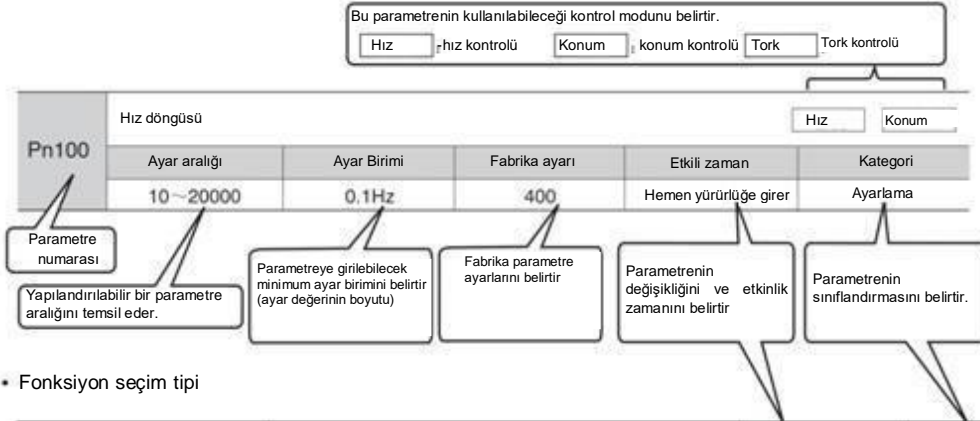 Bu parametrenin kullanılabileceği kontrol modunu belirtir.
Hız -hız kontrolü Konum : konum kontrolü Tork Tork kontrolü
Pn100
Hız döngüsü Hız Konum
Ayar aralığı Ayar Birimi Fabrika ayarı Etkili zaman Kategori
10~20000 0.1Hz 400 Hemen yürürlüğe girer Ayarlama
Parametre
numarası
Yapılandırılabilir bir parametre
aralığını temsil eder.
Parametreye girilebilecek
minimum ayar birimini belirtir
(ayar değerinin boyutu)
Fabrika parametre
ayarlarını belirtir
Parametrenin
değişikliğini ve etkinlik
zamanını belirtir
Parametrenin
sınıflandırmasını belirtir.
• Fonksiyon seçim tipi